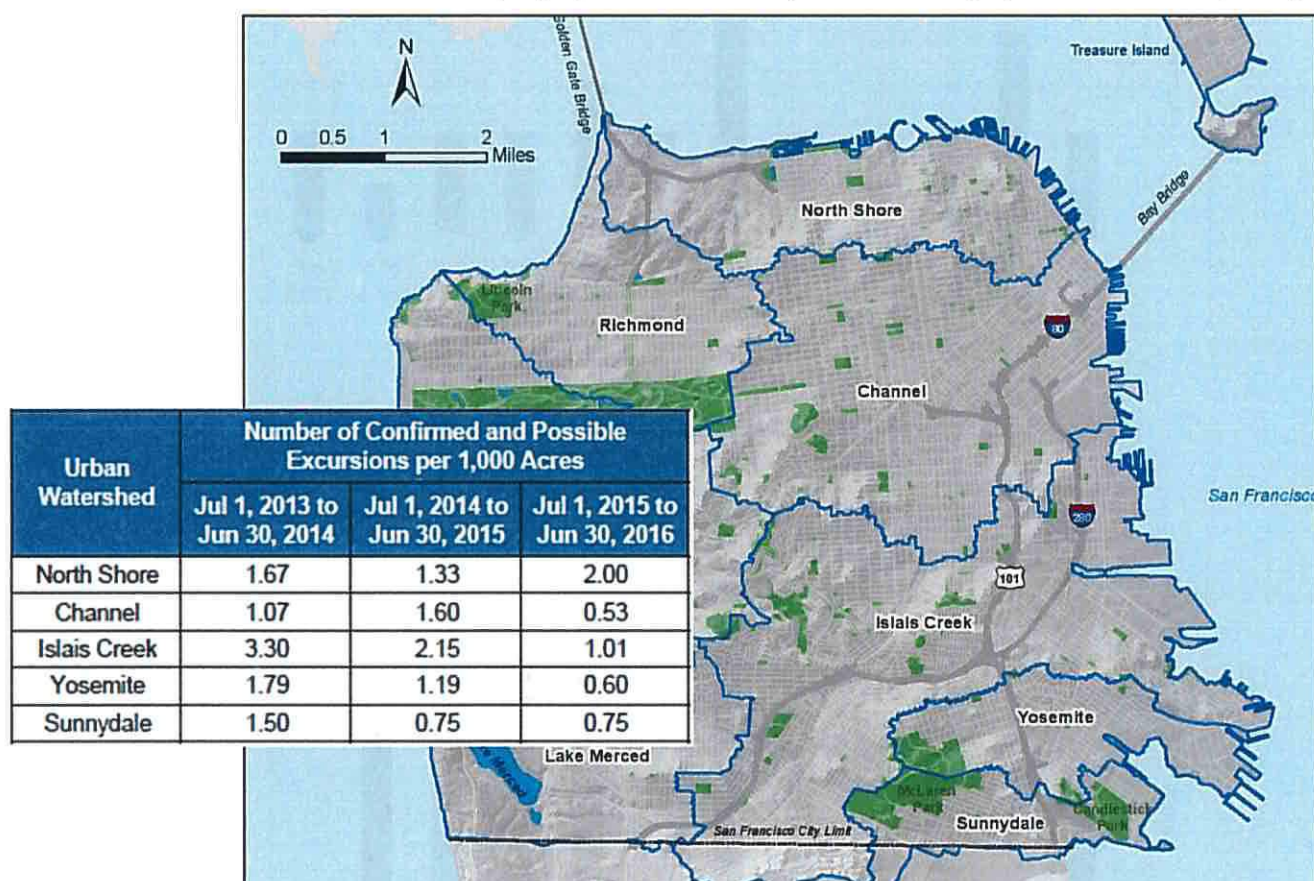 N
Golden Gate Bridge
Treasure Island
0 0.5 1 2
Miles
Bay Bridge
North Shore
Lincoln
Park
Richmond
80
Channel
San Francisco
280
101
Islais Creek
Yosemite
Lake Merced
Merced
McLaren
Park
Candlestick
Park
Sunnydale
San Francisco City Limit
Urban Watershed | Number of Confirmed and Possible Excursions per 1,000 Acres
Jul 1, 2013 to Jun 30, 2014 | Jul 1, 2014 to Jun 30, 2015 | Jul 1, 2015 to Jun 30, 2016
North Shore 1.67 1.33 2.00
Channel 1.07 1.60 0.53
Islais Creek 3.30 2.15 1.01
Yosemite 1.79 1.19 0.60
Sunnydale 1.50 0.75 0.75